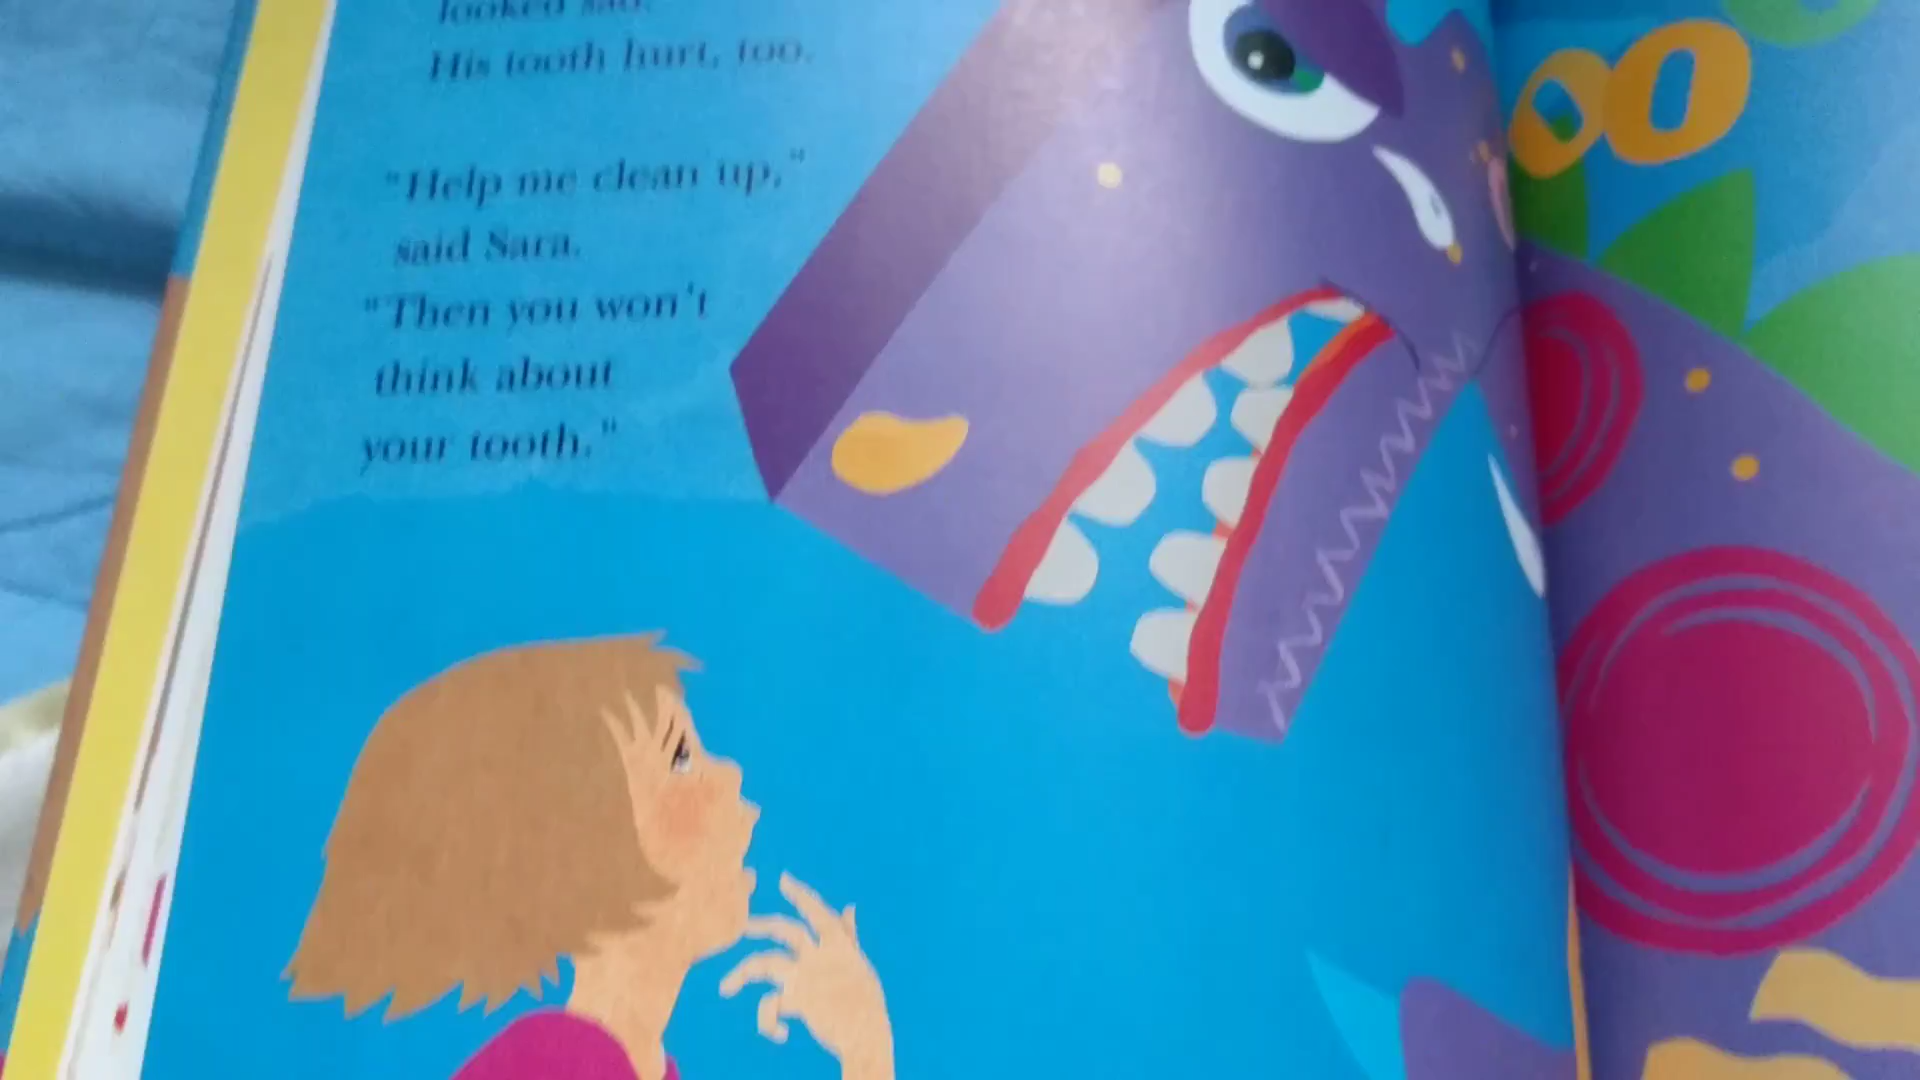 looked sad.
His tooth hurt, too.
"Help me clean up,"
said Sara.
"Then you won't
think about
your tooth."